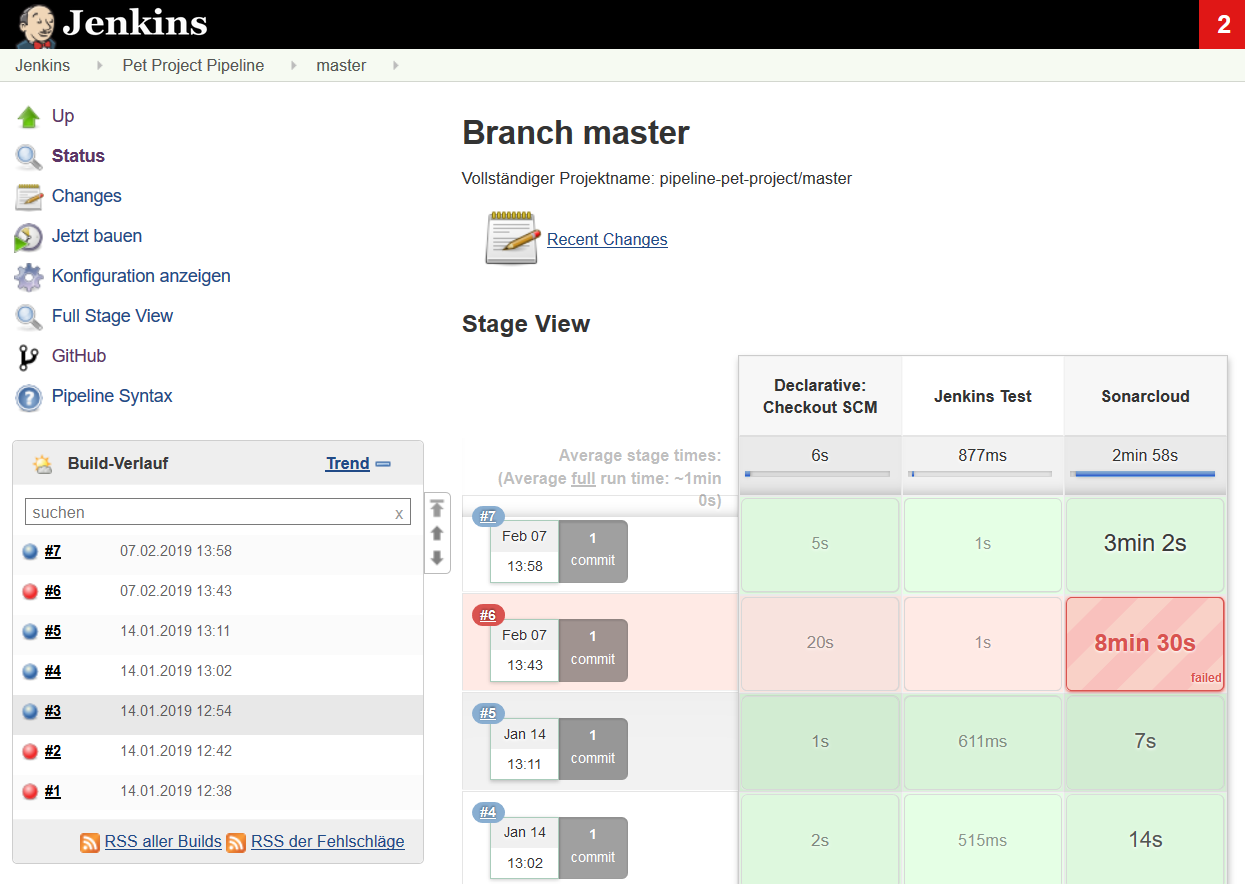 Jenkins
2
Jenkins Pet Project Pipeline master
Up
Status
Changes
Jetzt bauen
Konfiguration anzeigen
Full Stage View
GitHub
Pipeline Syntax
Build-Verlauf Trend
suchen x
#7 07.02.2019 13:58
#6 07.02.2019 13:43
#5 14.01.2019 13:11
#4 14.01.2019 13:02
#3 14.01.2019 12:54
#2 14.01.2019 12:42
#1 14.01.2019 12:38
RSS aller Builds RSS der Fehlschläge
Branch master
Vollständiger Projektname: pipeline-pet-project/master
Recent Changes
Stage View
Declarative:
Checkout SCM
Jenkins Test
Sonarcloud
Average stage times:
(Average full run time: ~1min
0s)
6s 877ms 2min 58s
#7
Feb 07
13:58
1
commit
5s 1s 3min 2s
#6
Feb 07
13:43
1
commit
20s 1s 8min 30s
failed
#5
Jan 14
13:11
1
commit
1s 611ms 7s
#4
Jan 14
13:02
1
commit
2s 515ms 14s